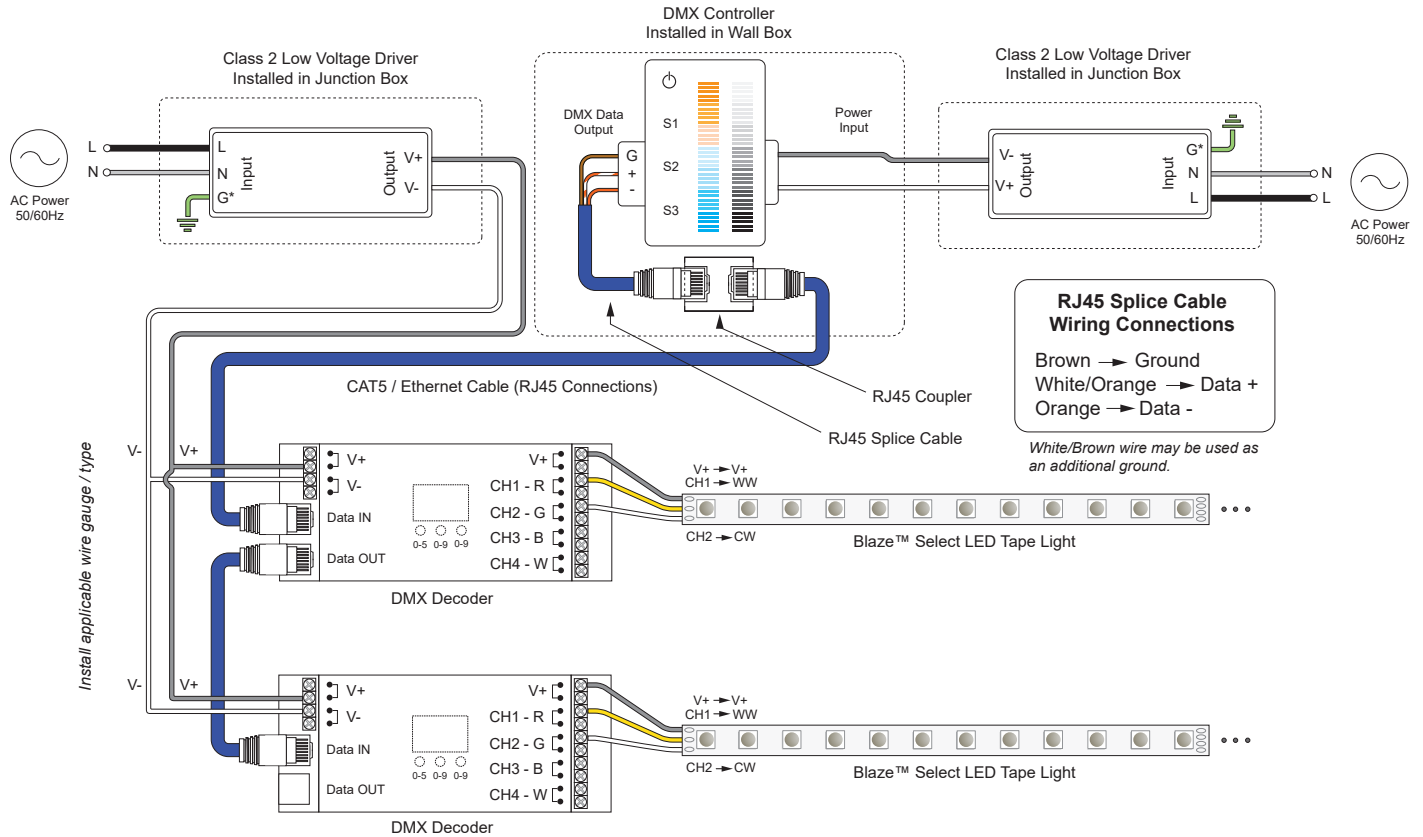 DMX Controller
Installed in Wall Box
Class 2 Low Voltage Driver
Installed in Junction Box
Class 2 Low Voltage Driver
Installed in Junction Box
AC Power
50/60Hz
L
N
L
N
G*
Input
Output
V+
V-
DMX Data
Output
G
+
-
S1
S2
S3
Power
Input
V-
V+
Output
Input
G*
N
L
N
L
AC Power
50/60Hz
RJ45 Splice Cable
Wiring Connections
Brown → Ground
White/Orange → Data +
Orange → Data -
White/Brown wire may be used as
an additional ground.
CAT5 / Ethernet Cable (RJ45 Connections)
RJ45 Coupler
RJ45 Splice Cable
Install applicable wire gauge / type
V-
V+
V+
V-
Data IN
Data OUT
0-5 0-9 0-9
V+
CH1 - R
CH2 - G
CH3 - B
CH4 - W
DMX Decoder
V+ → V+
CH1 → WW
CH2 → CW
Blaze™ Select LED Tape Light
V-
V+
V+
V-
Data IN
Data OUT
0-5 0-9 0-9
V+
CH1 - R
CH2 - G
CH3 - B
CH4 - W
DMX Decoder
V+ → V+
CH1 → WW
CH2 → CW
Blaze™ Select LED Tape Light